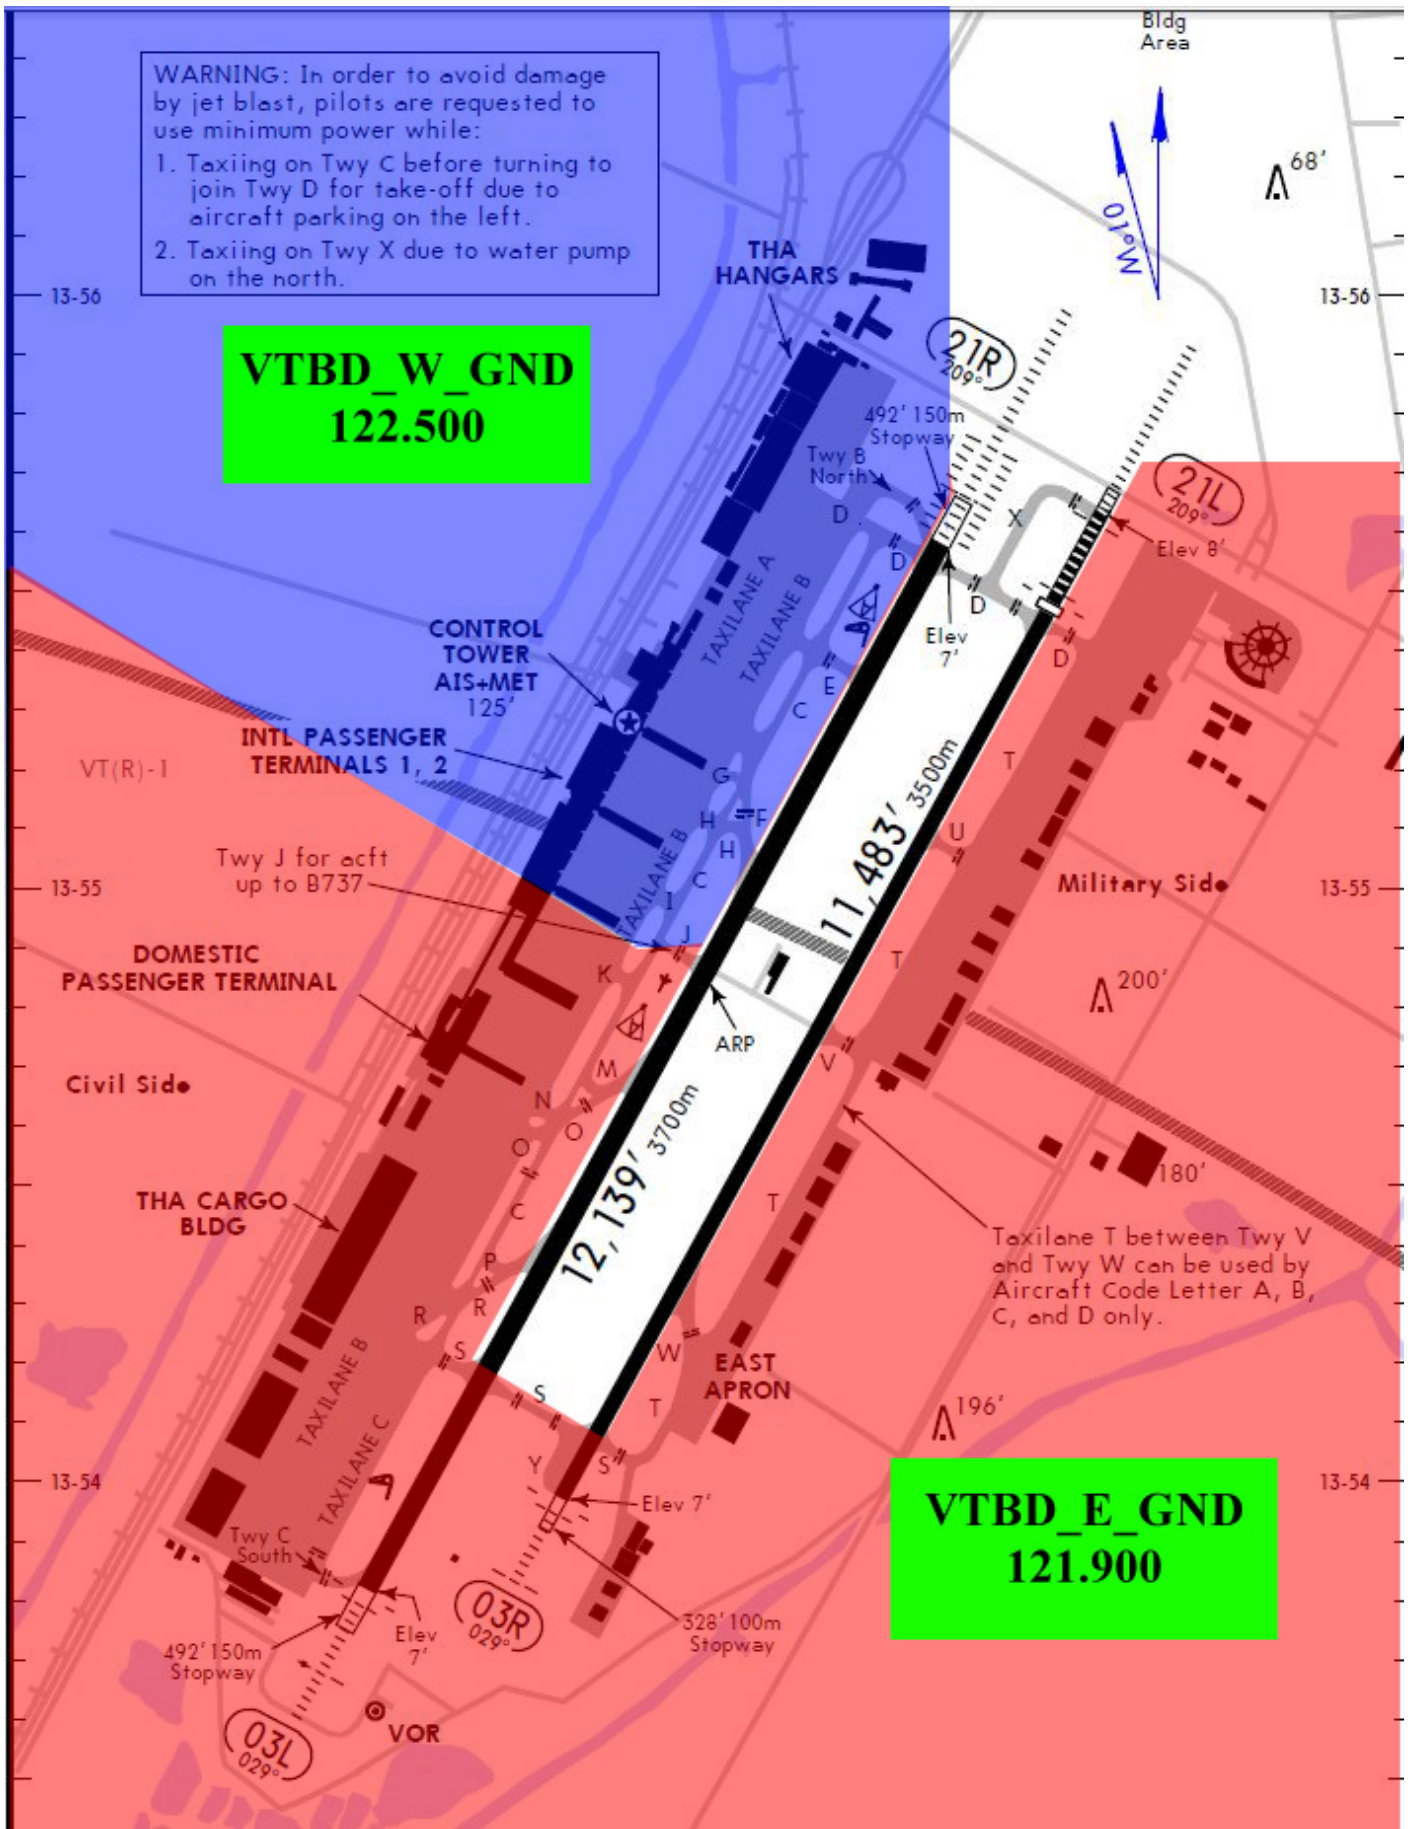 Bldg
Area
WARNING: In order to avoid damage
by jet blast, pilots are requested to
use minimum power while:
1. Taxiing on Twy C before turning to
join Twy D for take-off due to
aircraft parking on the left.
2. Taxiing on Twy X due to water pump
on the north.
68'
01°W
THA
HANGARS
13-56
13-56
VTBD_W_GND
122.500
21R
209°
492' 150m
Stopway
Twy B
North
21L
209°
D
X
Elev 8'
D
D
TAXILANE A
TAXILANE B
Elev
7'
D
CONTROL
TOWER
AIS+MET
125'
E
C
INTL PASSENGER
TERMINALS 1, 2
VT(R)-1
G
T
11,483' 3500m
H
F
U
H
Twy J for acft
up to B737
TAXILANE B
C
13-55
Military Side
13-55
I
J
DOMESTIC
PASSENGER TERMINAL
K
T
200'
ARP
V
M
Civil Side
N
O
O
12,139' 3700m
180'
THA CARGO
BLDG
C
T
Taxilane T between Twy V
and Twy W can be used by
Aircraft Code Letter A, B,
C, and D only.
P
R
R
S
W
EAST
APRON
TAXILANE B
S
T
196'
TAXILANE C
Y
S
13-54
13-54
Elev 7'
VTBD_E_GND
121.900
Twy C
South
03R
029°
328' 100m
Stopway
Elev
7'
492' 150m
Stopway
VOR
03L
029°